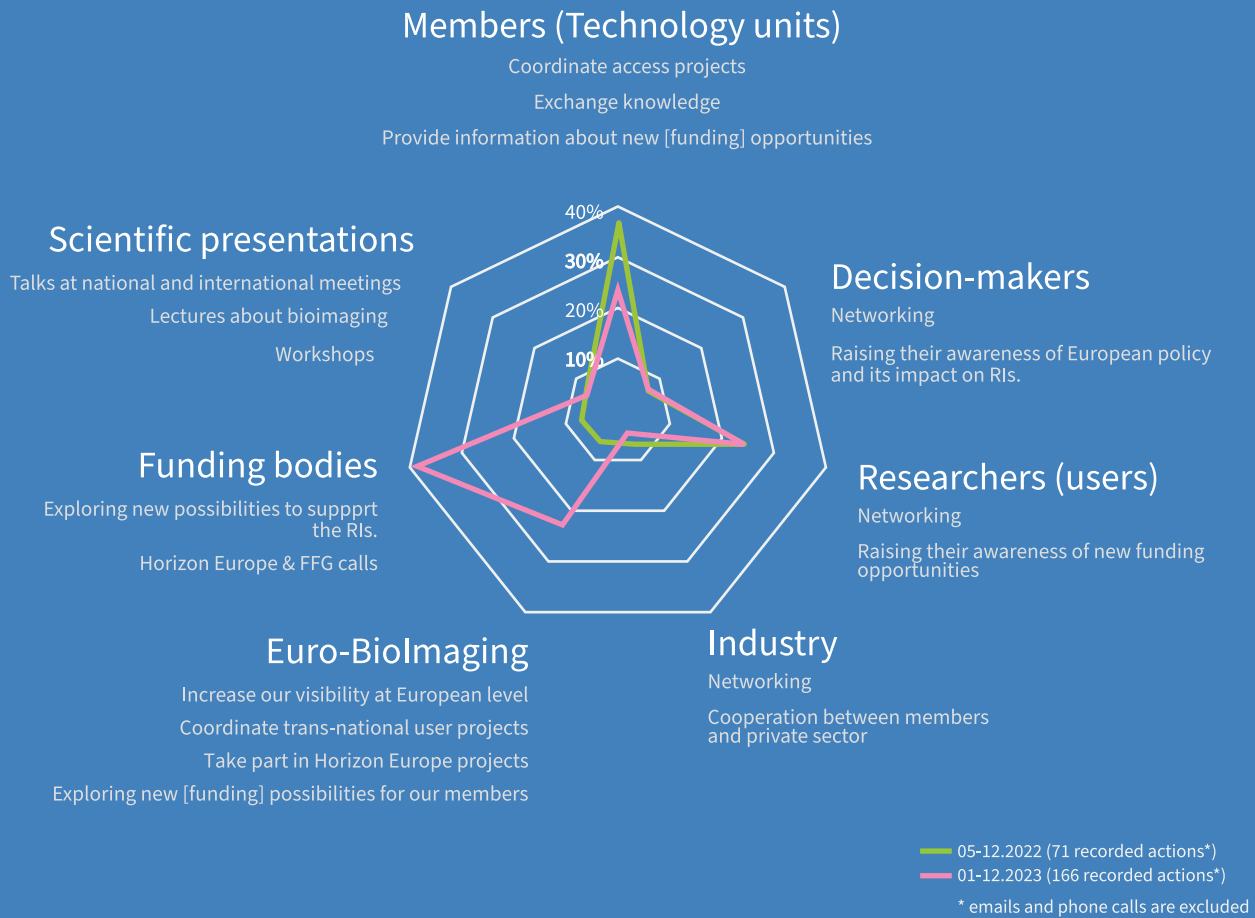 Members (Technology units)
Coordinate access projects
Exchange knowledge
Provide information about new [funding] opportunities
40%
30%
20%
10%
Scientific presentations
Talks at national and international meetings
Lectures about bioimaging
Workshops
Decision-makers
Networking
Raising their awareness of European policy
and its impact on RIs.
Funding bodies
Exploring new possibilities to suppprt
the RIs.
Horizon Europe & FFG calls
Researchers (users)
Networking
Raising their awareness of new funding
opportunities
Euro-BioImaging
Increase our visibility at European level
Coordinate trans-national user projects
Take part in Horizon Europe projects
Exploring new [funding] possibilities for our members
Industry
Networking
Cooperation between members
and private sector
05-12.2022 (71 recorded actions*)
01-12.2023 (166 recorded actions*)
* emails and phone calls are excluded